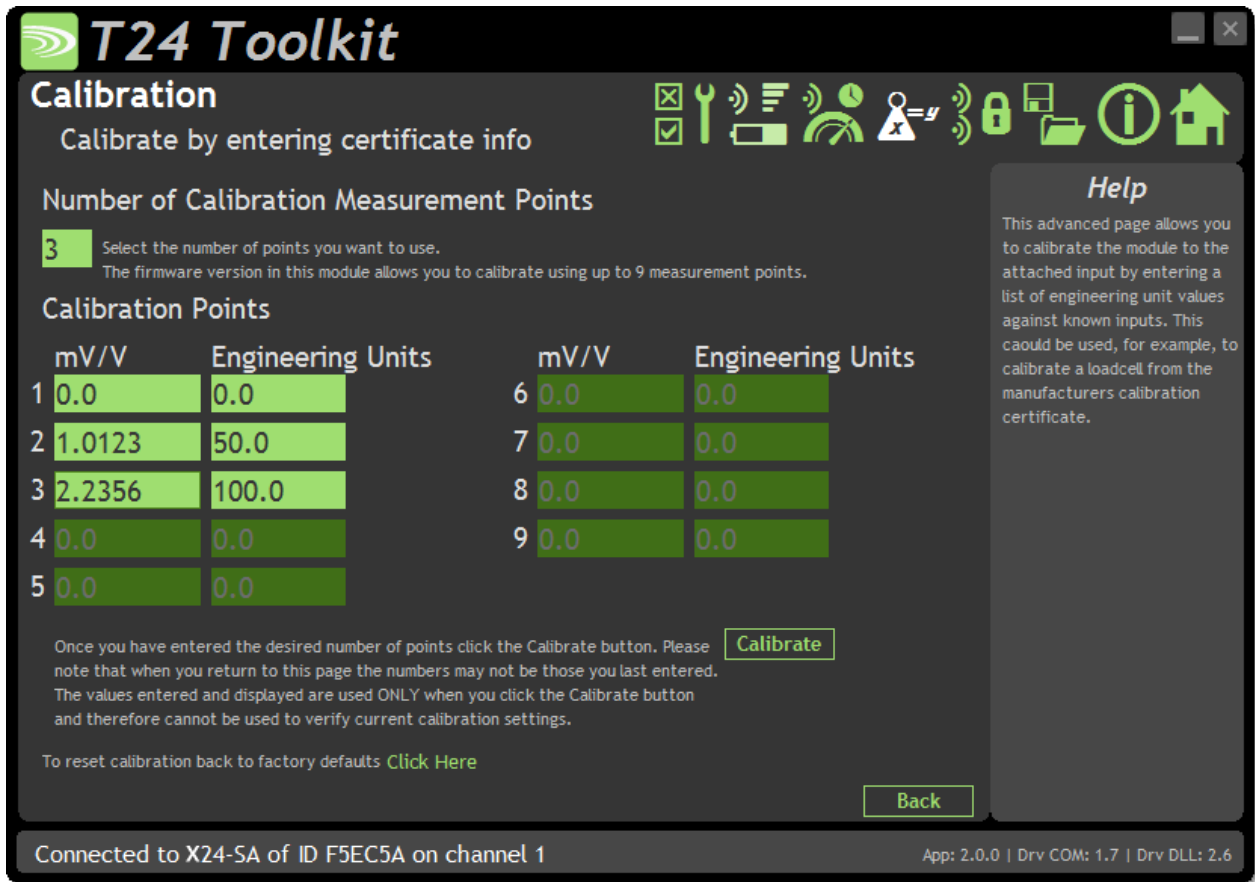 T24 Toolkit
Calibration
Calibrate by entering certificate info
x=y
Number of Calibration Measurement Points
3 Select the number of points you want to use.
The firmware version in this module allows you to calibrate using up to 9 measurement points.
Calibration Points
mV/V Engineering Units mV/V Engineering Units
1 0.0 0.0 6 0.0 0.0
2 1.0123 50.0 7 0.0 0.0
3 2.2356 100.0 8 0.0 0.0
4 0.0 0.0 9 0.0 0.0
5 0.0 0.0
Once you have entered the desired number of points click the Calibrate button. Please Calibrate
note that when you return to this page the numbers may not be those you last entered.
The values entered and displayed are used ONLY when you click the Calibrate button
and therefore cannot be used to verify current calibration settings.
To reset calibration back to factory defaults Click Here
Back
Help
This advanced page allows you
to calibrate the module to the
attached input by entering a
list of engineering unit values
against known inputs. This
caould be used, for example, to
calibrate a loadcell from the
manufacturers calibration
certificate.
Connected to X24-SA of ID F5EC5A on channel 1 App: 2.0.0 | Drv COM: 1.7 | Drv DLL: 2.6